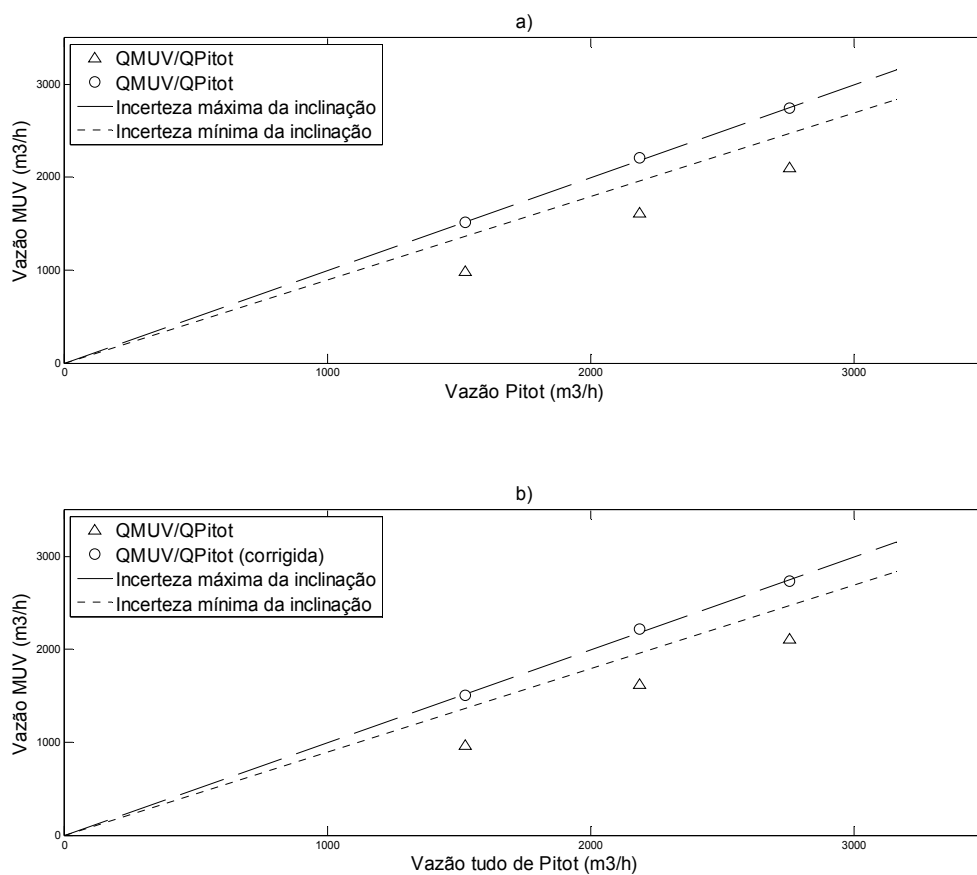 a)
QMUV/QPitot
QMUV/QPitot
Incerteza máxima da inclinação
Incerteza mínima da inclinação
3000
2000
1000
0
Vazão MUV (m3/h)
0 1000 2000 3000
Vazão Pitot (m3/h)
b)
QMUV/QPitot
QMUV/QPitot (corrigida)
Incerteza máxima da inclinação
Incerteza mínima da inclinação
3000
2000
1000
0
Vazão MUV (m3/h)
0 1000 2000 3000
Vazão tudo de Pitot (m3/h)